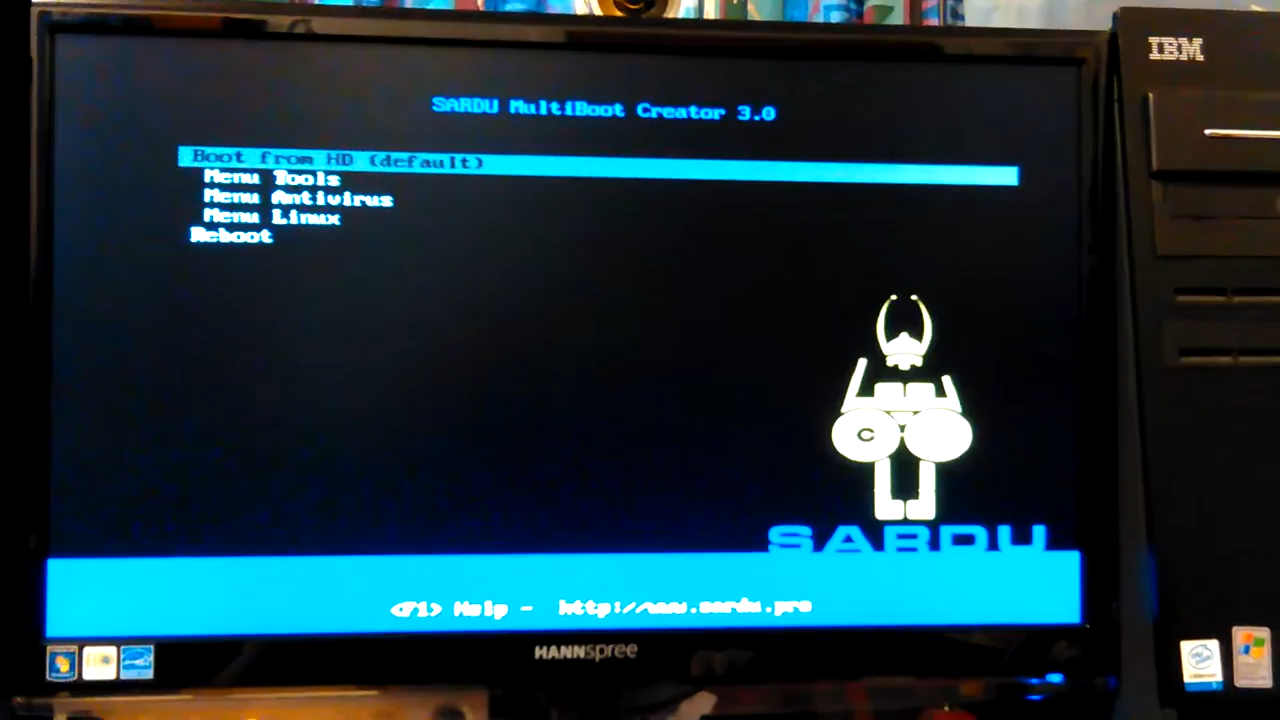 IBM
SARDU MultiBoot Creator 3.0
Boot from HD (default)
Menu Tools
Menu Antivirus
Menu Linux
Reboot
C
SARDU
<F1> Help - http://www.sardu.pro
HANNspree